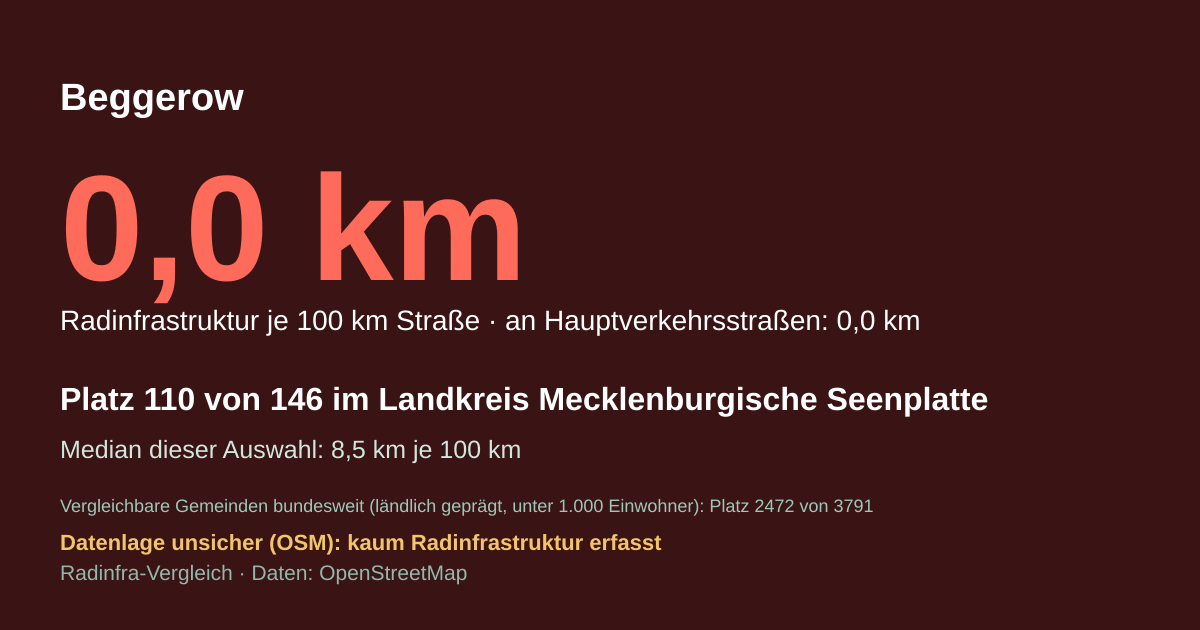 Beggerow
0,0 km
Radinfrastruktur je 100 km Straße · an Hauptverkehrsstraßen: 0,0 km
Platz 110 von 146 im Landkreis Mecklenburgische Seenplatte
Median dieser Auswahl: 8,5 km je 100 km
Vergleichbare Gemeinden bundesweit (ländlich geprägt, unter 1.000 Einwohner): Platz 2472 von 3791
Datenlage unsicher (OSM): kaum Radinfrastruktur erfasst
Radinfra-Vergleich · Daten: OpenStreetMap